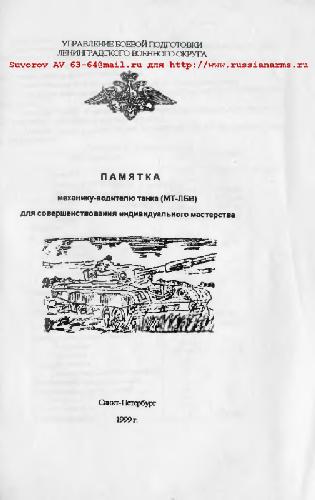 УПРАВЛЕНИЕ БОЕВОЙ ПОДГОТОВКИ
ЛЕНИНГРАДСКОГО ВОЕННОГО ОКРУГА
Suvorov AV 63-64@mail.ru для http://www.russianarms.ru
ПАМЯТКА
механику-водителю танка (МТ-ЛБВ)
для совершенствования индивидуального мастерства
Санкт-Петербург
1999 г.